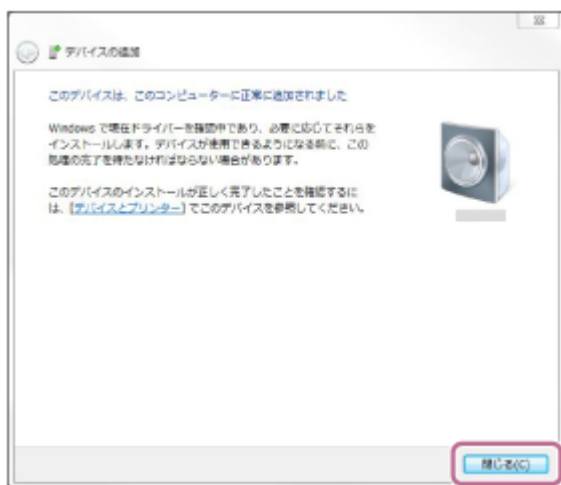 デバイスの追加
このデバイスは、このコンピューターに正常に追加されました
Windows で現在ドライバーを確認中であり、必要に応じてそれらを
インストールします。デバイスが使用できるようになる前に、この
処理の完了を待たなければならない場合があります。
このデバイスのインストールが正しく完了したことを確認するに
は、[デバイスとプリンター] でこのデバイスを参照してください。
閉じる(C)